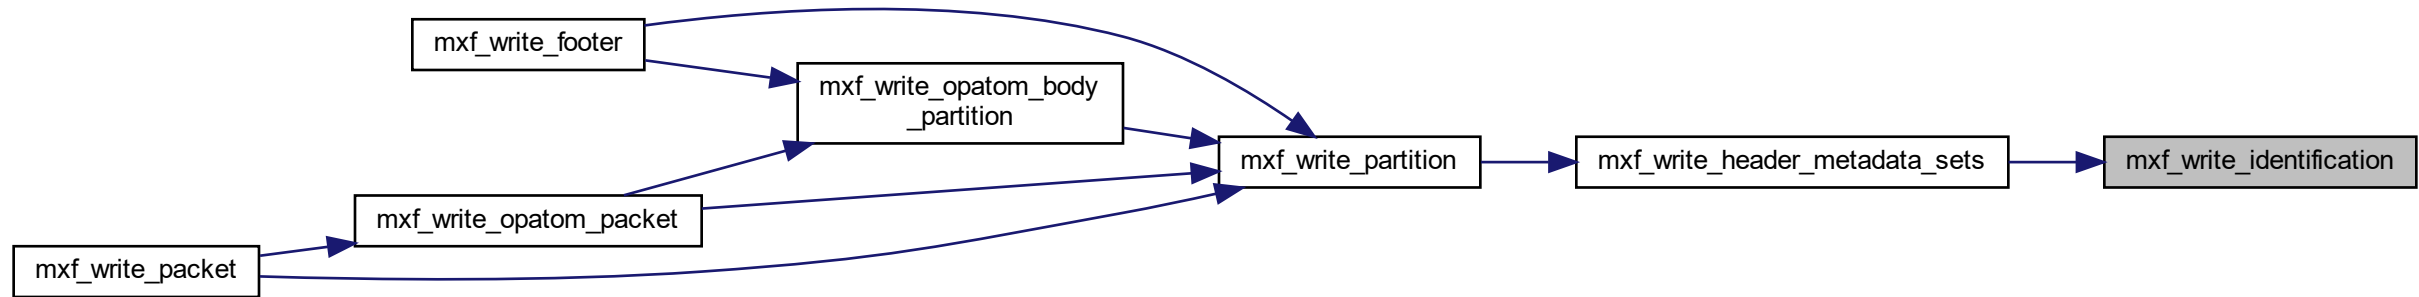 mxf_write_footer
mxf_write_opatom_body
_partition
mxf_write_partition
mxf_write_header_metadata_sets
mxf_write_identification
mxf_write_opatom_packet
mxf_write_packet